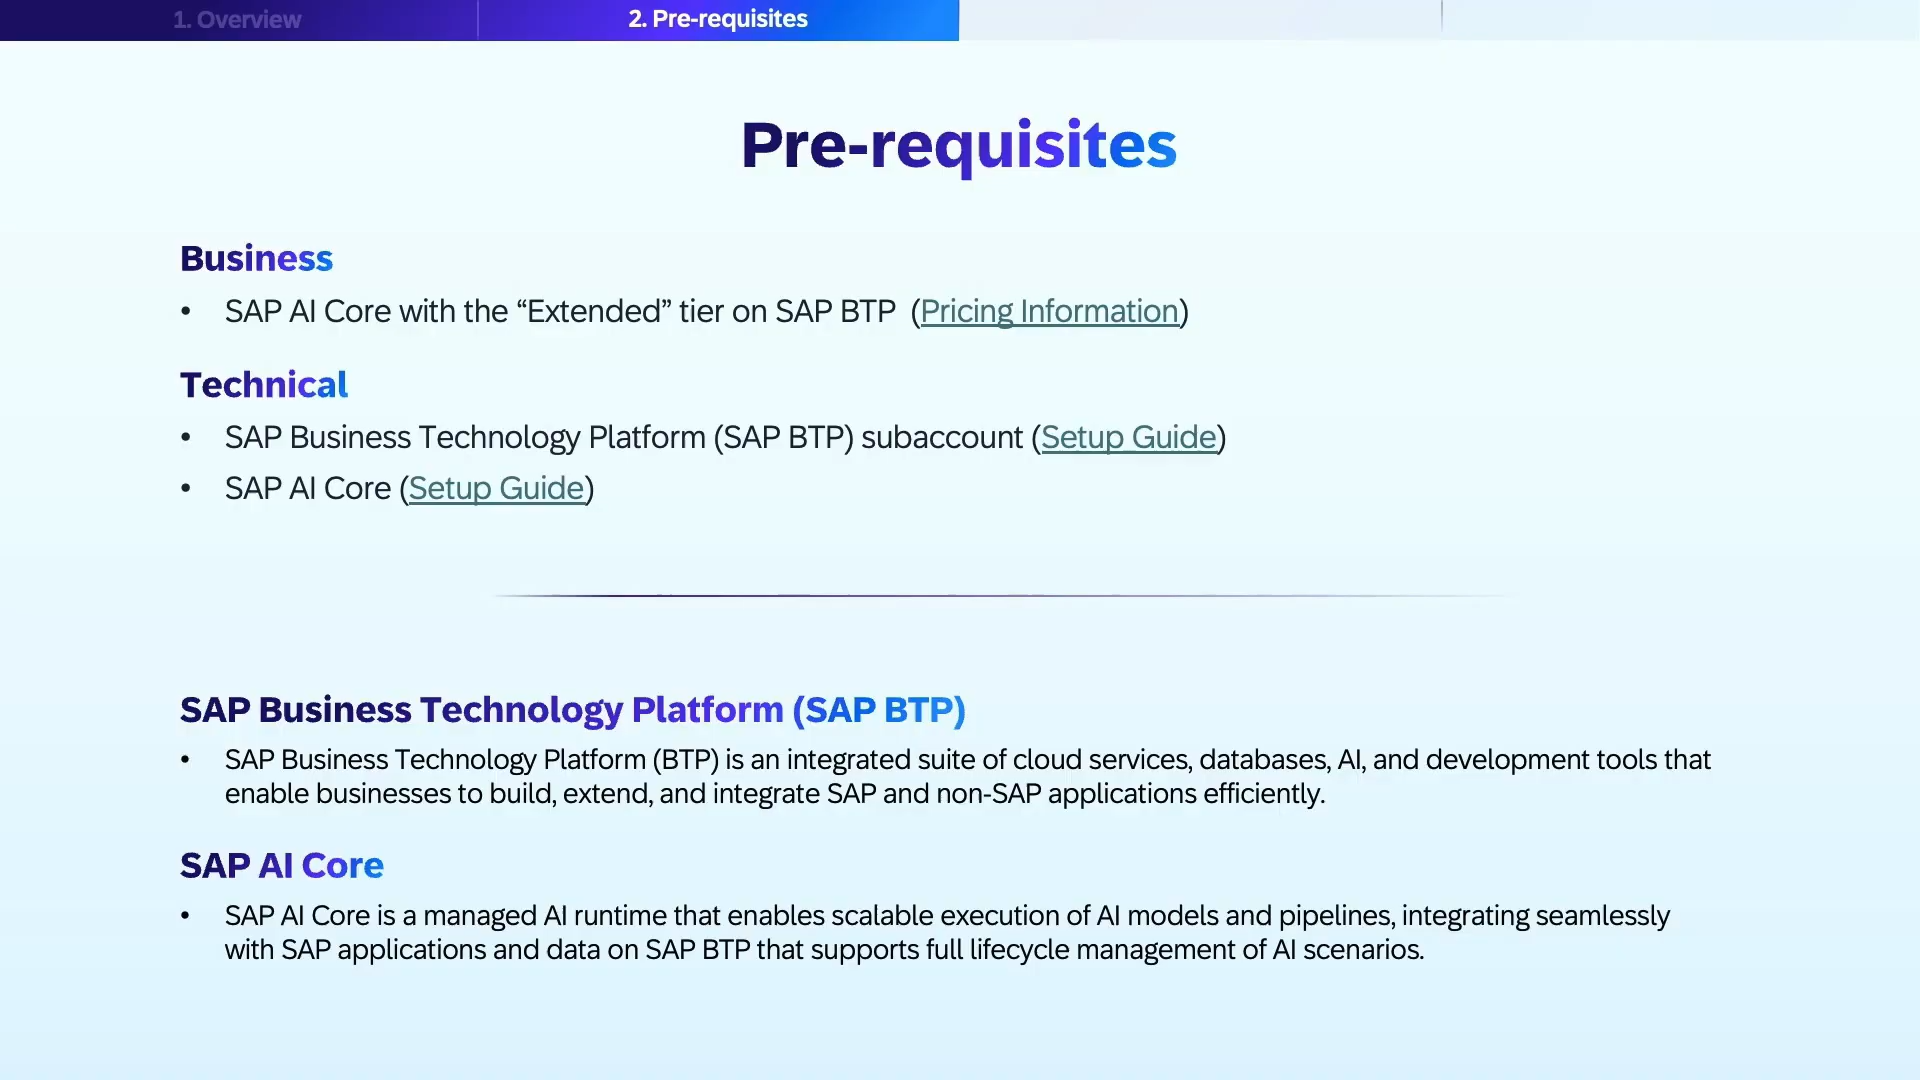 1. Overview
2. Pre-requisites
Pre-requisites
Business
• SAP AI Core with the “Extended” tier on SAP BTP (Pricing Information)
Technical
• SAP Business Technology Platform (SAP BTP) subaccount (Setup Guide)
• SAP AI Core (Setup Guide)
SAP Business Technology Platform (SAP BTP)
• SAP Business Technology Platform (BTP) is an integrated suite of cloud services, databases, AI, and development tools that
enable businesses to build, extend, and integrate SAP and non-SAP applications efficiently.
SAP AI Core
• SAP AI Core is a managed AI runtime that enables scalable execution of AI models and pipelines, integrating seamlessly
with SAP applications and data on SAP BTP that supports full lifecycle management of AI scenarios.